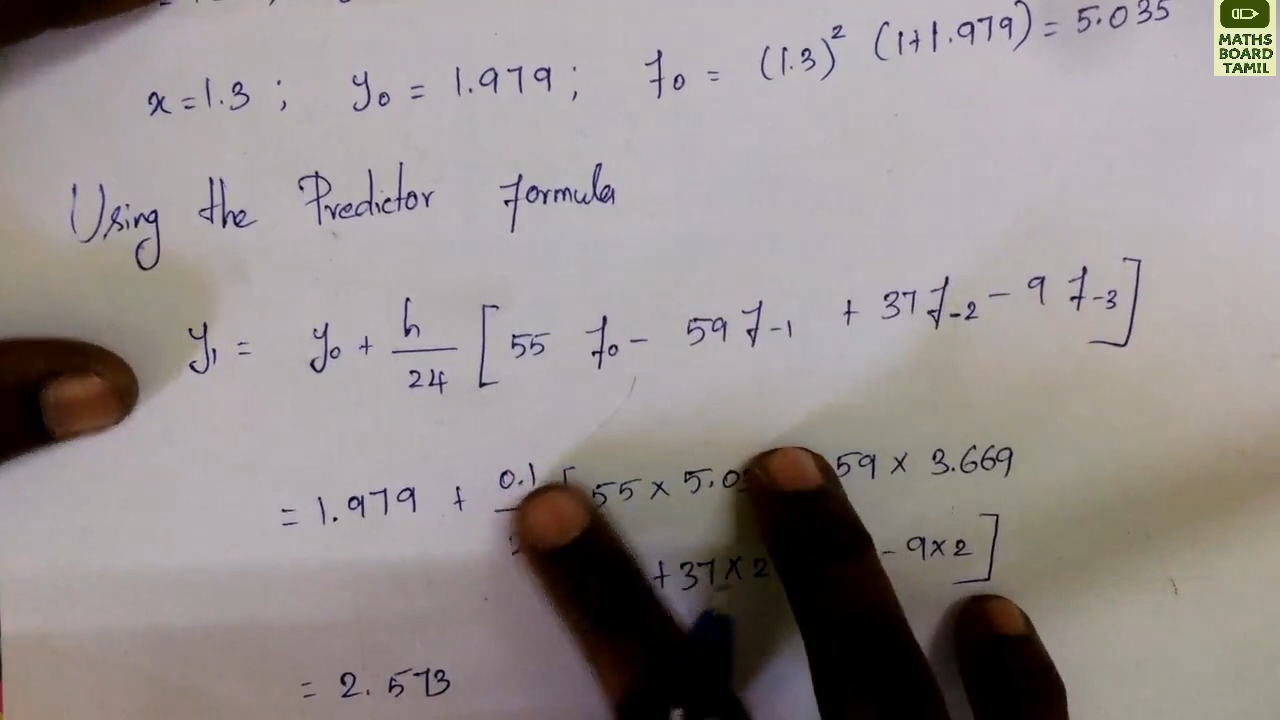 x = 1.3 ; y₀ = 1.979 ; f₀ = (1.3)² (1+1.979) = 5.035
MATHS
BOARD
TAMIL
Using the Predictor formula
y₁ = y₀ + h/24 [55 f₀ - 59 f₋₁ + 37 f₋₂ - 9 f₋₃]
= 1.979 + 0.1 [55 × 5.0 59 × 3.669
+ 37 × 2 - 9×2]
= 2.573